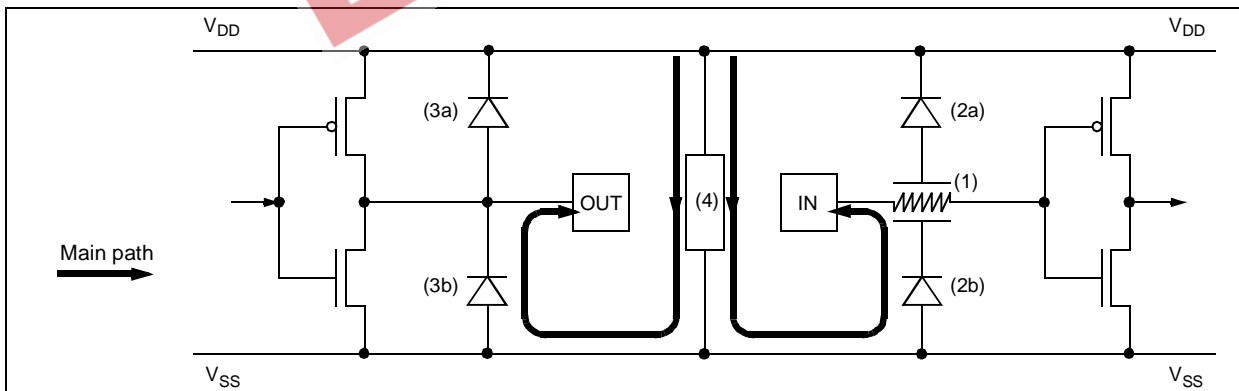 VDD
VDD
(3a)
(2a)
(1)
OUT
(4)
IN
Main path
(3b)
(2b)
VSS
VSS